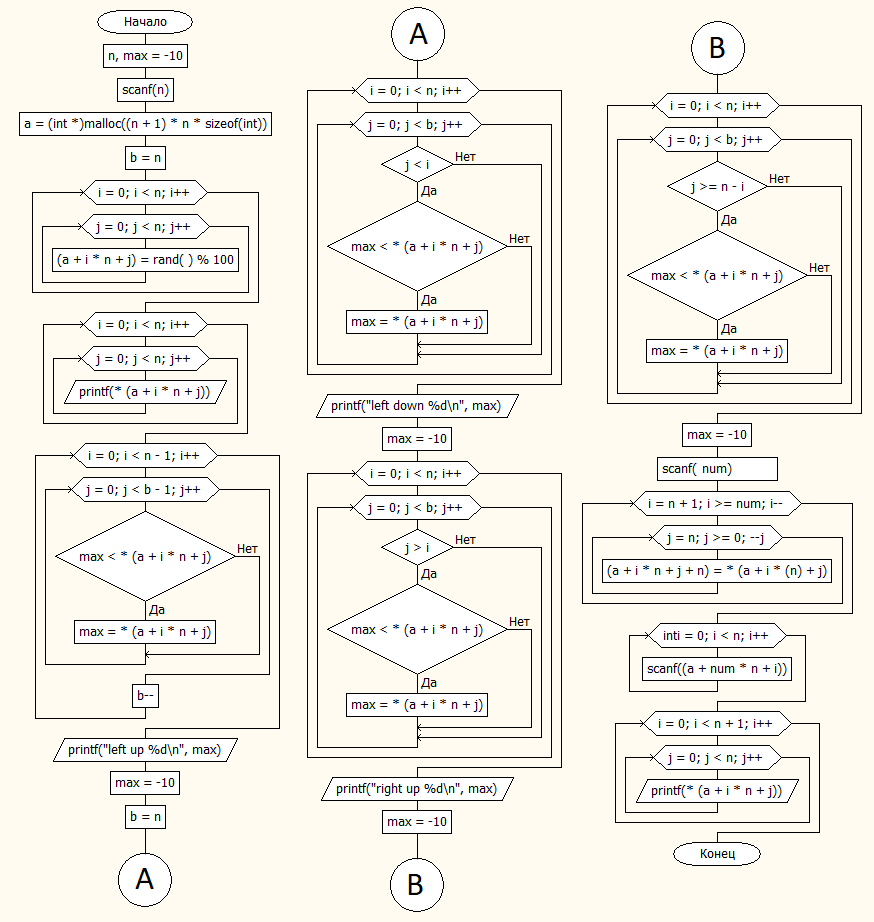 Начало
n, max = -10
scanf(n)
a = (int *)malloc((n + 1) * n * sizeof(int))
b = n
i = 0; i < n; i++
j = 0; j < n; j++
(a + i * n + j) = rand( ) % 100
i = 0; i < n; i++
j = 0; j < n; j++
printf(* (a + i * n + j))
i = 0; i < n - 1; i++
j = 0; j < b - 1; j++
max < * (a + i * n + j)
Нет
Да
max = * (a + i * n + j)
b--
printf("left up %d\n", max)
max = -10
b = n
A
A
i = 0; i < n; i++
j = 0; j < b; j++
j < i
Нет
Да
max < * (a + i * n + j)
Нет
Да
max = * (a + i * n + j)
printf("left down %d\n", max)
max = -10
i = 0; i < n; i++
j = 0; j < b; j++
j > i
Нет
Да
max < * (a + i * n + j)
Нет
Да
max = * (a + i * n + j)
printf("right up %d\n", max)
max = -10
B
B
i = 0; i < n; i++
j = 0; j < b; j++
j >= n - i
Нет
Да
max < * (a + i * n + j)
Нет
Да
max = * (a + i * n + j)
max = -10
scanf( num)
i = n + 1; i >= num; i--
j = n; j >= 0; --j
(a + i * n + j + n) = * (a + i * (n) + j)
inti = 0; i < n; i++
scanf((a + num * n + i))
i = 0; i < n + 1; i++
j = 0; j < n; j++
printf(* (a + i * n + j))
Конец